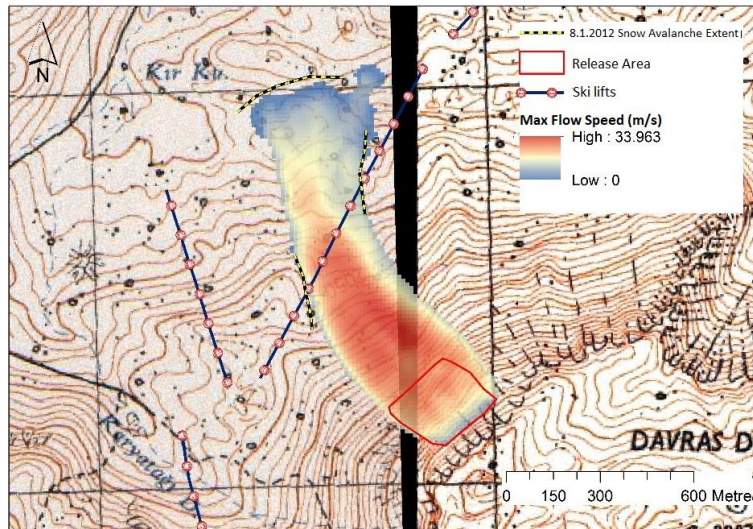 N
Kır Kv.
8.1.2012 Snow Avalanche Extent
Release Area
Ski lifts
Max Flow Speed (m/s)
High : 33.963
Low : 0
DAVRAS D
0 150 300 600 Metre